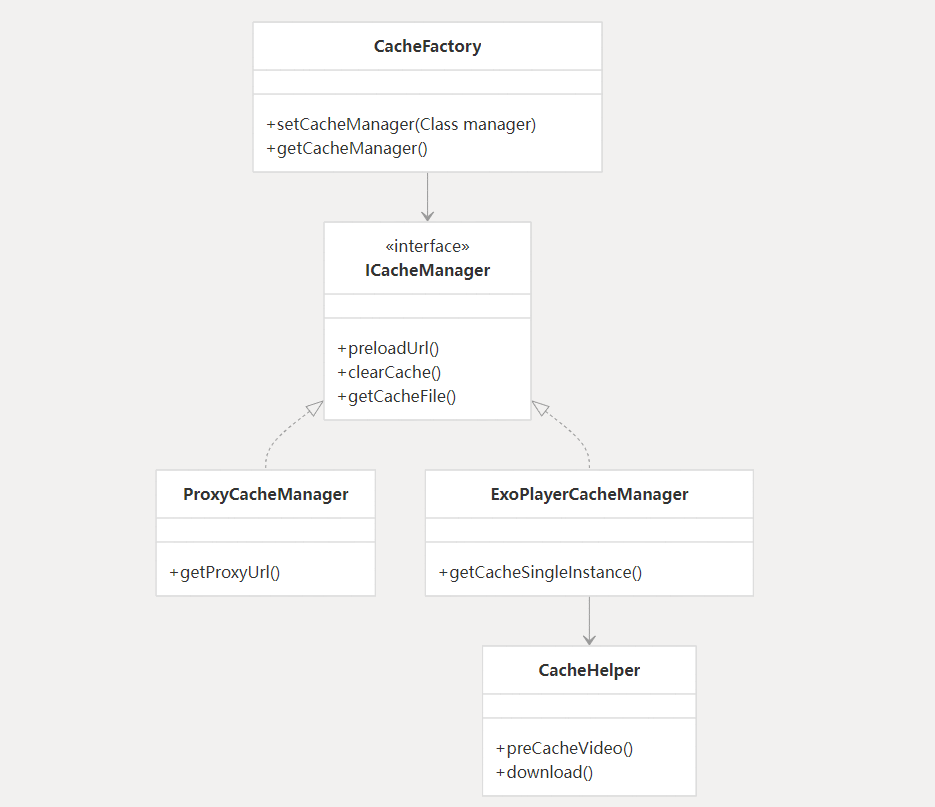 CacheFactory
+setCacheManager(Class manager)
+getCacheManager()
«interface»
ICacheManager
+preloadUrl()
+clearCache()
+getCacheFile()
ProxyCacheManager
+getProxyUrl()
ExoPlayerCacheManager
+getCacheSingleInstance()
CacheHelper
+preCacheVideo()
+download()